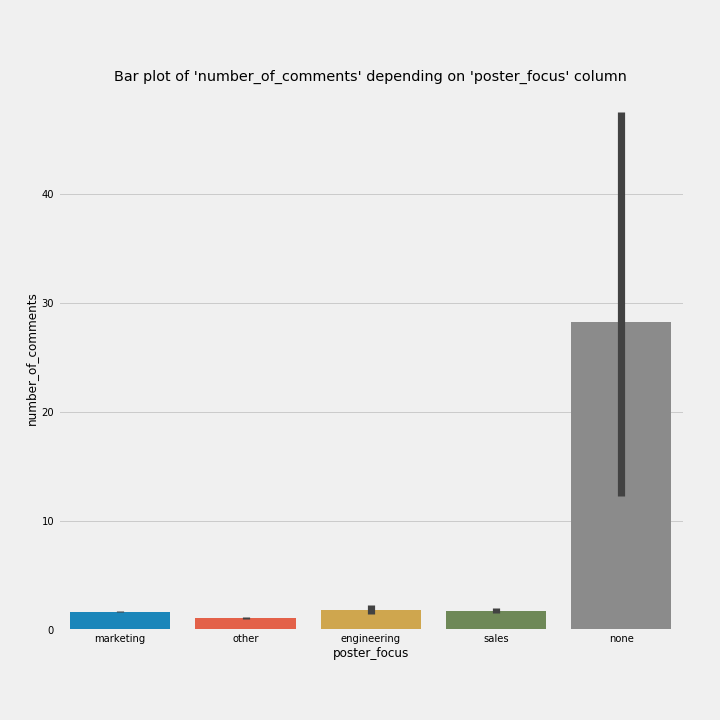 Bar plot of 'number_of_comments' depending on 'poster_focus' column
number_of_comments
40
30
20
10
0
marketing other engineering sales none
poster_focus